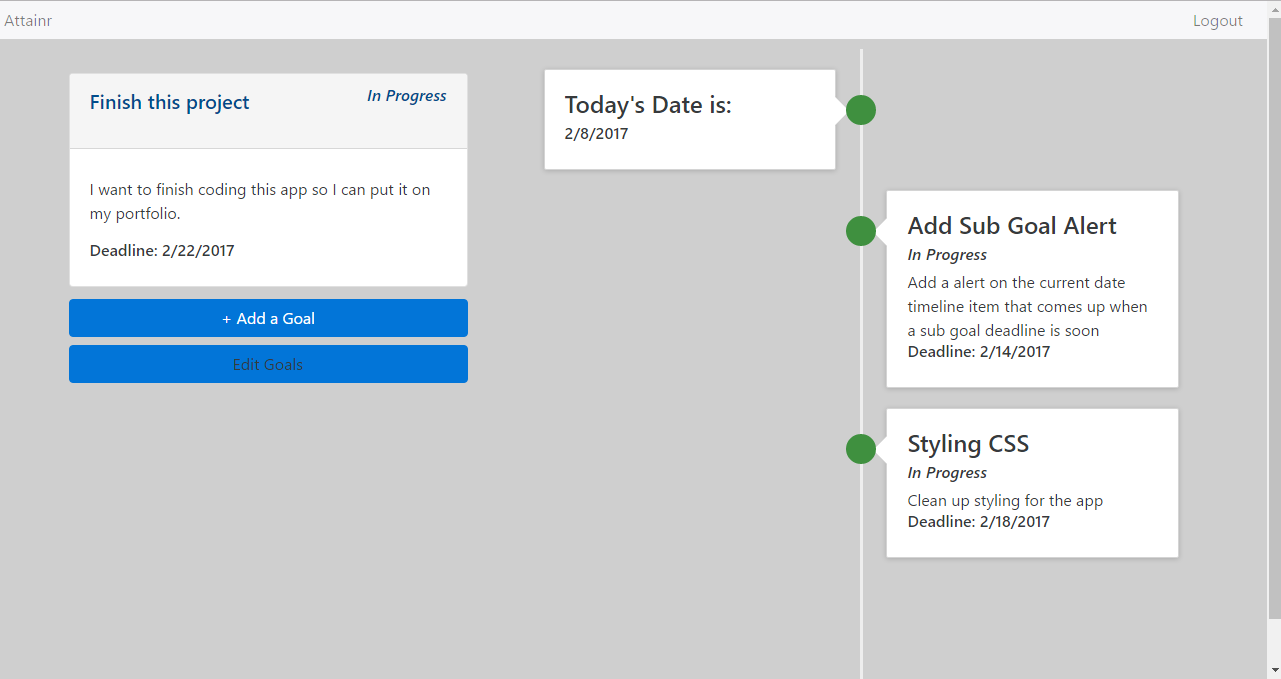 Attainr
Logout
Finish this project
In Progress
I want to finish coding this app so I can put it on
my portfolio.
Deadline: 2/22/2017
+ Add a Goal
Edit Goals
Today's Date is:
2/8/2017
Add Sub Goal Alert
In Progress
Add a alert on the current date
timeline item that comes up when
a sub goal deadline is soon
Deadline: 2/14/2017
Styling CSS
In Progress
Clean up styling for the app
Deadline: 2/18/2017